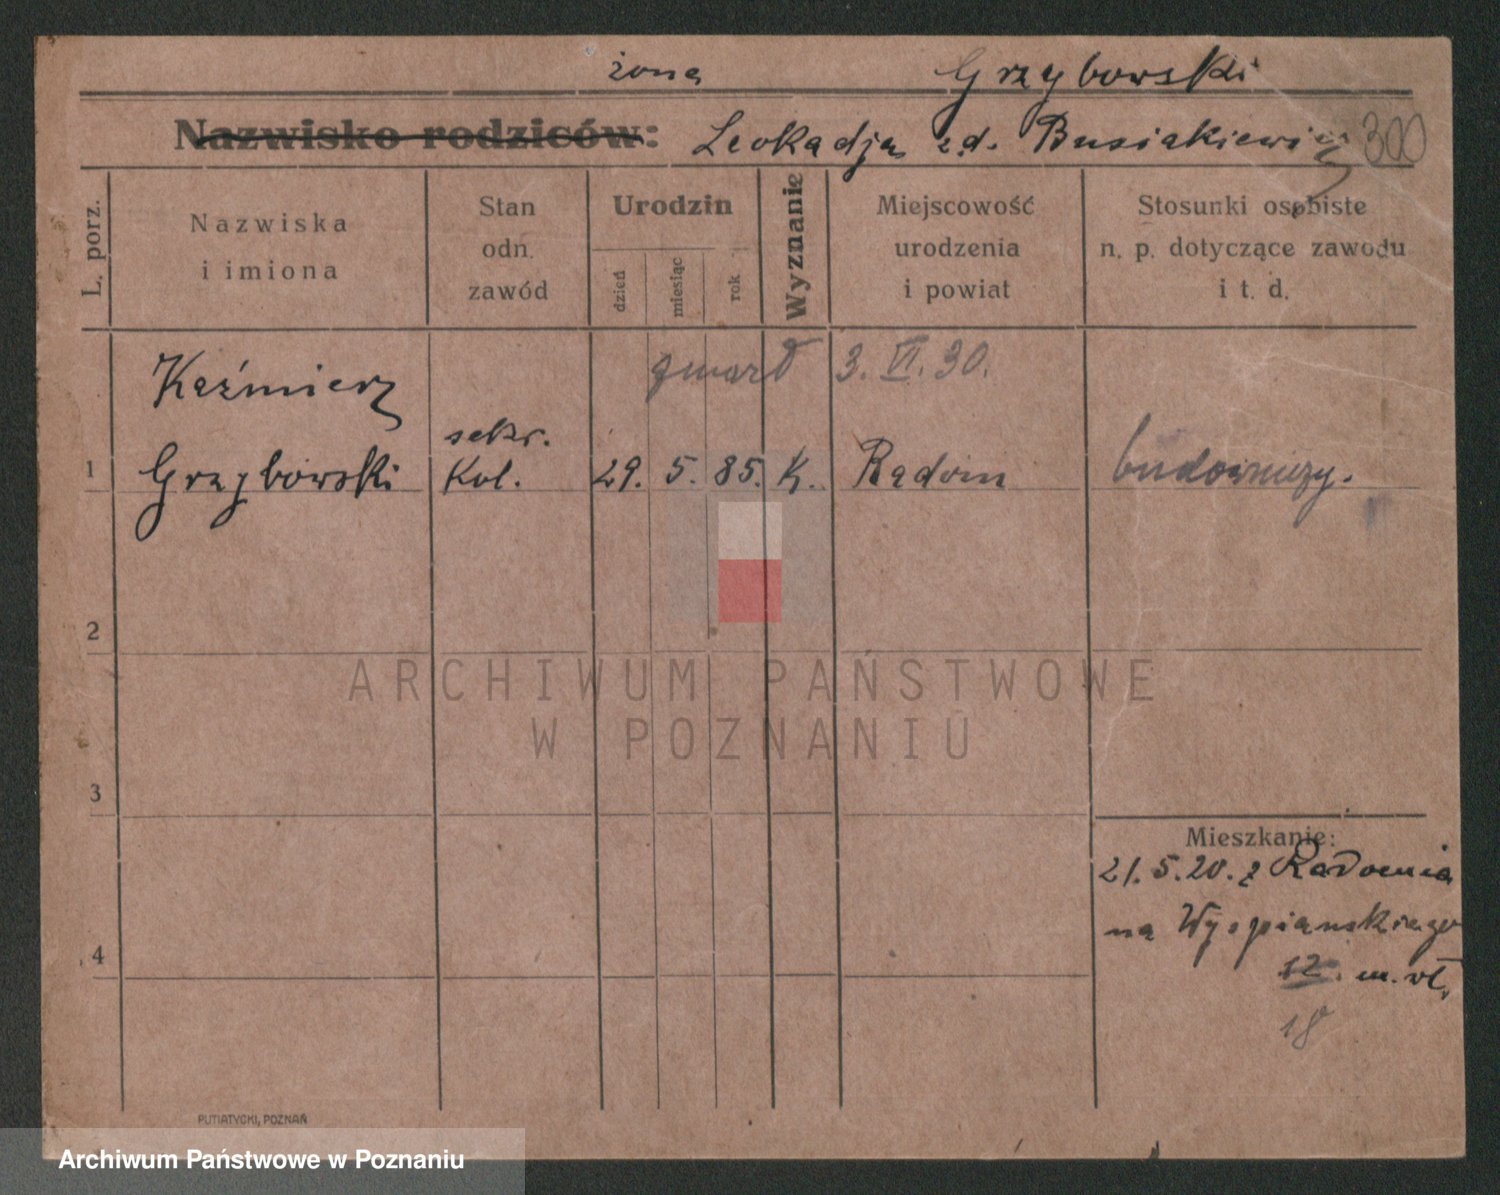 żona Grzybowski
Nazwisko rodziców: Leokadja zd. Busiakiewicz 300
L. porz.
Nazwiska
i imiona
Stan
odn.
zawód
Urodzin
dzień
miesiąc
rok
Wyznanie
Miejscowość
urodzenia
i powiat
Stosunki osobiste
n. p. dotyczące zawodu
i t. d.
Kaźmierz zmarł 3. VI. 30.
sekr.
1 Grzybowski Kol. 29. 5. 85. K. Radom budowniczy.
2
3
4
Mieszkanie:
21.5.20. z Radomia
na Wyspiańskiego
12. m. wł.
18
PUTIATYCKI, POZNAŃ
ARCHIWUM PAŃSTWOWE
W POZNANIU
Archiwum Państwowe w Poznaniu